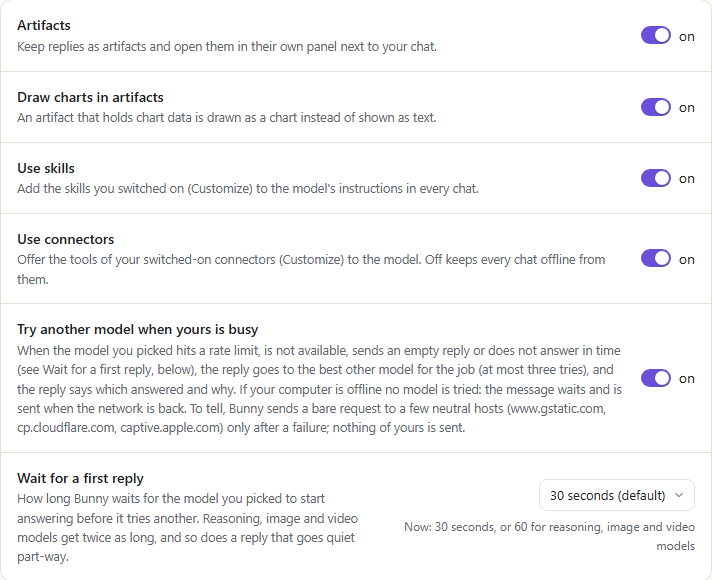 Artifacts
Keep replies as artifacts and open them in their own panel next to your chat.
on
Draw charts in artifacts
An artifact that holds chart data is drawn as a chart instead of shown as text.
on
Use skills
Add the skills you switched on (Customize) to the model's instructions in every chat.
on
Use connectors
Offer the tools of your switched-on connectors (Customize) to the model. Off keeps every chat offline from
them.
on
Try another model when yours is busy
When the model you picked hits a rate limit, is not available, sends an empty reply or does not answer in time
(see Wait for a first reply, below), the reply goes to the best other model for the job (at most three tries), and
the reply says which answered and why. If your computer is offline no model is tried: the message waits and is
sent when the network is back. To tell, Bunny sends a bare request to a few neutral hosts (www.gstatic.com,
cp.cloudflare.com, captive.apple.com) only after a failure; nothing of yours is sent.
on
Wait for a first reply
How long Bunny waits for the model you picked to start
answering before it tries another. Reasoning, image and video
models get twice as long, and so does a reply that goes quiet
part-way.
30 seconds (default)
Now: 30 seconds, or 60 for reasoning, image and video
models